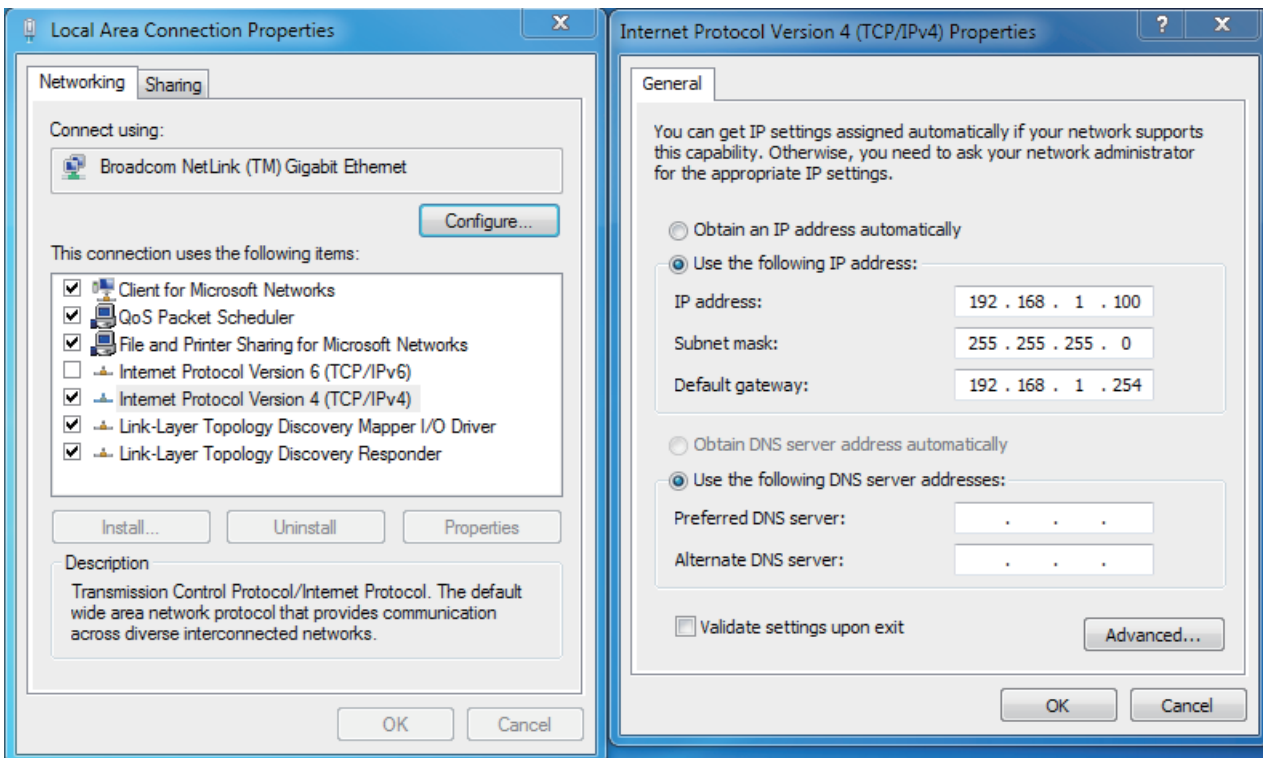 Local Area Connection Properties
Networking
Sharing
Connect using:
Broadcom NetLink (TM) Gigabit Ethernet
Configure...
This connection uses the following items:
Client for Microsoft Networks
QoS Packet Scheduler
File and Printer Sharing for Microsoft Networks
Internet Protocol Version 6 (TCP/IPv6)
Internet Protocol Version 4 (TCP/IPv4)
Link-Layer Topology Discovery Mapper I/O Driver
Link-Layer Topology Discovery Responder
Install...
Uninstall
Properties
Description
Transmission Control Protocol/Internet Protocol. The default
wide area network protocol that provides communication
across diverse interconnected networks.
OK
Cancel
Internet Protocol Version 4 (TCP/IPv4) Properties
General
You can get IP settings assigned automatically if your network supports
this capability. Otherwise, you need to ask your network administrator
for the appropriate IP settings.
Obtain an IP address automatically
Use the following IP address:
IP address: 192 . 168 . 1 . 100
Subnet mask: 255 . 255 . 255 . 0
Default gateway: 192 . 168 . 1 . 254
Obtain DNS server address automatically
Use the following DNS server addresses:
Preferred DNS server: . . .
Alternate DNS server: . . .
Validate settings upon exit
Advanced...
OK
Cancel